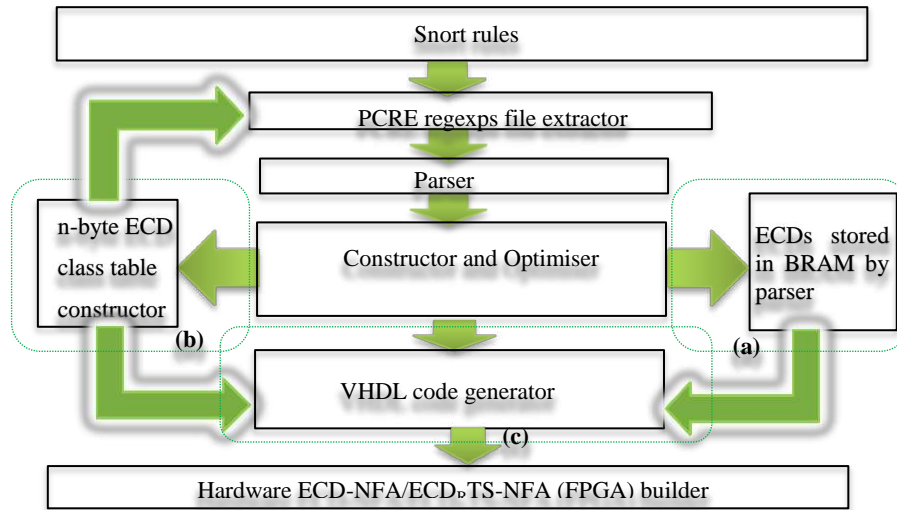 Snort rules
PCRE regexps file extractor
Parser
n-byte ECD
class table
constructor
(b)
Constructor and Optimiser
ECDs stored
in BRAM by
parser
(a)
VHDL code generator
(c)
Hardware ECD-NFA/ECDPTS-NFA (FPGA) builder